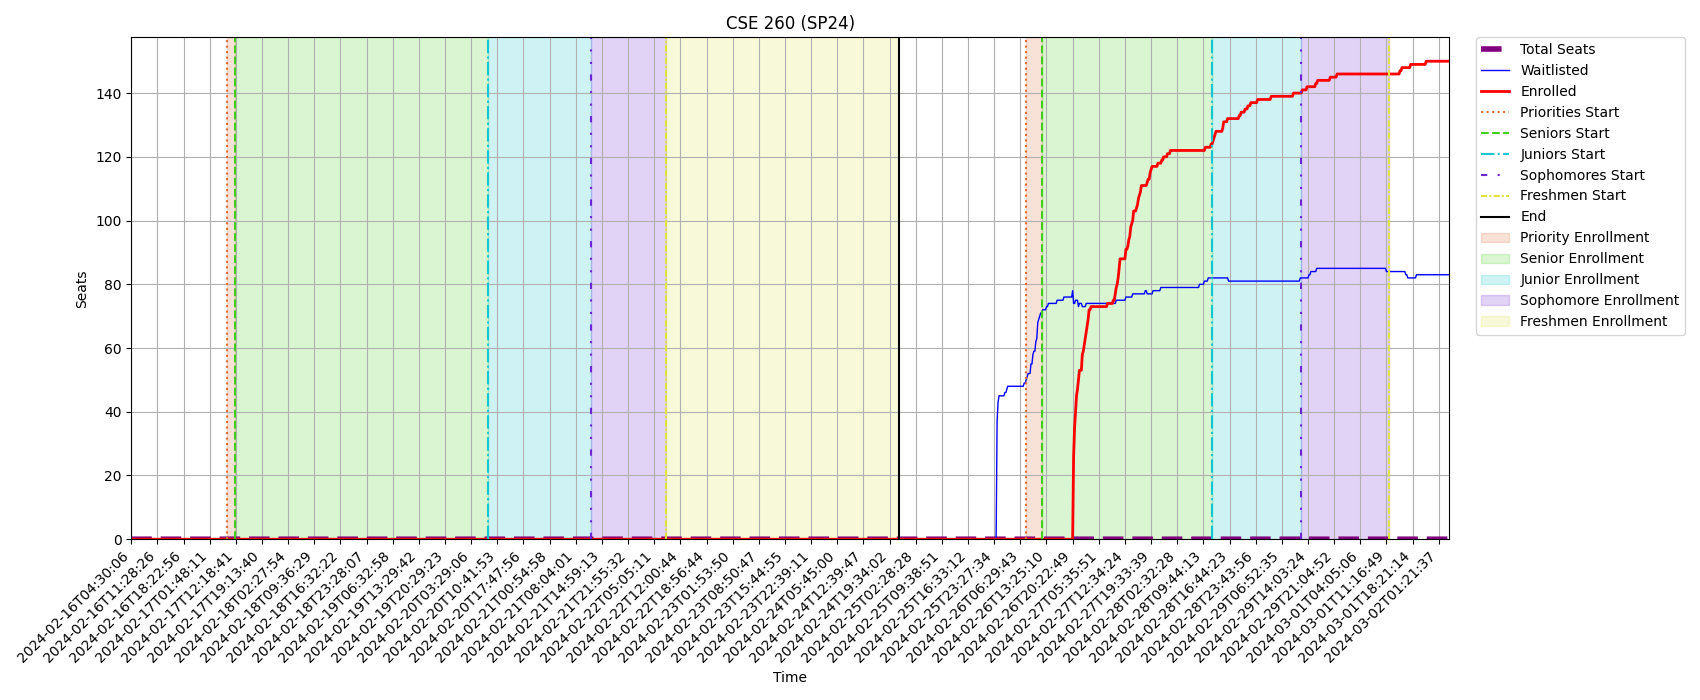 CSE 260 (SP24)
Seats
140
120
100
80
60
40
20
0
2024-02-16T04:30:06
2024-02-16T11:28:26
2024-02-16T18:22:56
2024-02-17T01:48:11
2024-02-17T12:18:41
2024-02-17T19:13:40
2024-02-18T02:27:54
2024-02-18T09:36:29
2024-02-18T16:32:22
2024-02-18T23:28:07
2024-02-19T06:32:58
2024-02-19T13:29:42
2024-02-19T20:29:23
2024-02-20T03:29:06
2024-02-20T10:41:53
2024-02-20T17:47:56
2024-02-21T00:54:58
2024-02-21T08:04:01
2024-02-21T14:59:13
2024-02-21T21:55:32
2024-02-22T05:05:11
2024-02-22T12:00:44
2024-02-22T18:56:44
2024-02-23T01:53:50
2024-02-23T08:50:47
2024-02-23T15:44:55
2024-02-23T22:39:11
2024-02-24T05:45:00
2024-02-24T12:39:47
2024-02-24T19:34:02
2024-02-25T02:28:28
2024-02-25T09:38:51
2024-02-25T16:33:12
2024-02-25T23:27:34
2024-02-26T06:29:43
2024-02-26T13:25:10
2024-02-26T20:22:49
2024-02-27T05:35:51
2024-02-27T12:34:24
2024-02-27T19:33:39
2024-02-28T02:32:28
2024-02-28T09:44:13
2024-02-28T16:44:23
2024-02-28T23:43:56
2024-02-29T06:52:35
2024-02-29T14:03:24
2024-02-29T21:04:52
2024-03-01T04:05:06
2024-03-01T11:16:49
2024-03-01T18:21:14
2024-03-02T01:21:37
Time
Total Seats
Waitlisted
Enrolled
Priorities Start
Seniors Start
Juniors Start
Sophomores Start
Freshmen Start
End
Priority Enrollment
Senior Enrollment
Junior Enrollment
Sophomore Enrollment
Freshmen Enrollment